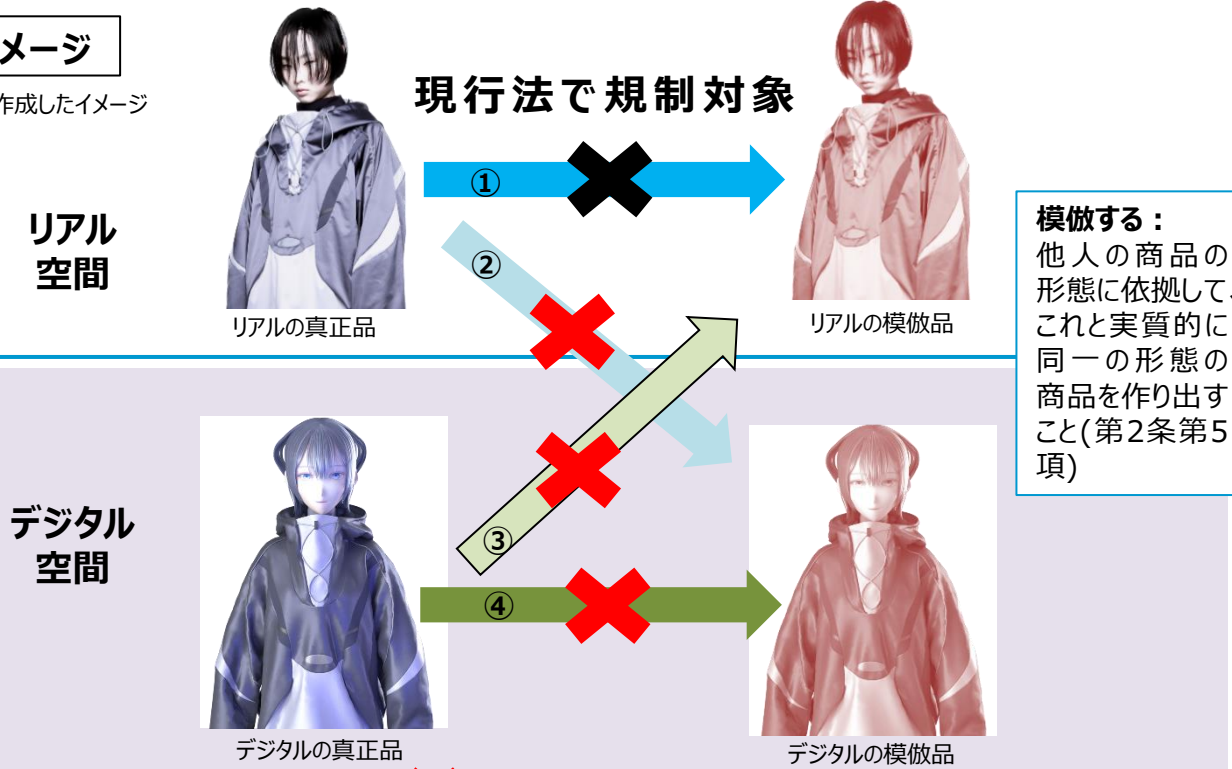 メージ
作成したイメージ
現行法で規制対象
①
リアル
空間
②
リアルの真正品
リアルの模倣品
模倣する：
他人の商品の
形態に依拠して、
これと実質的に
同一の形態の
商品を作り出す
こと(第2条第5
項)
デジタル
空間
③
④
デジタルの真正品
デジタルの模倣品